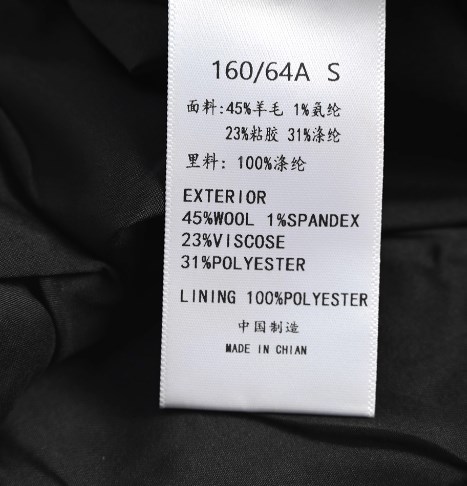 160/64A S
面料:45%羊毛 1%氨纶
23%粘胶 31%涤纶
里料: 100%涤纶
EXTERIOR
45%WOOL 1%SPANDEX
23%VISCOSE
31%POLYESTER
LINING 100%POLYESTER
中国制造
MADE IN CHIAN